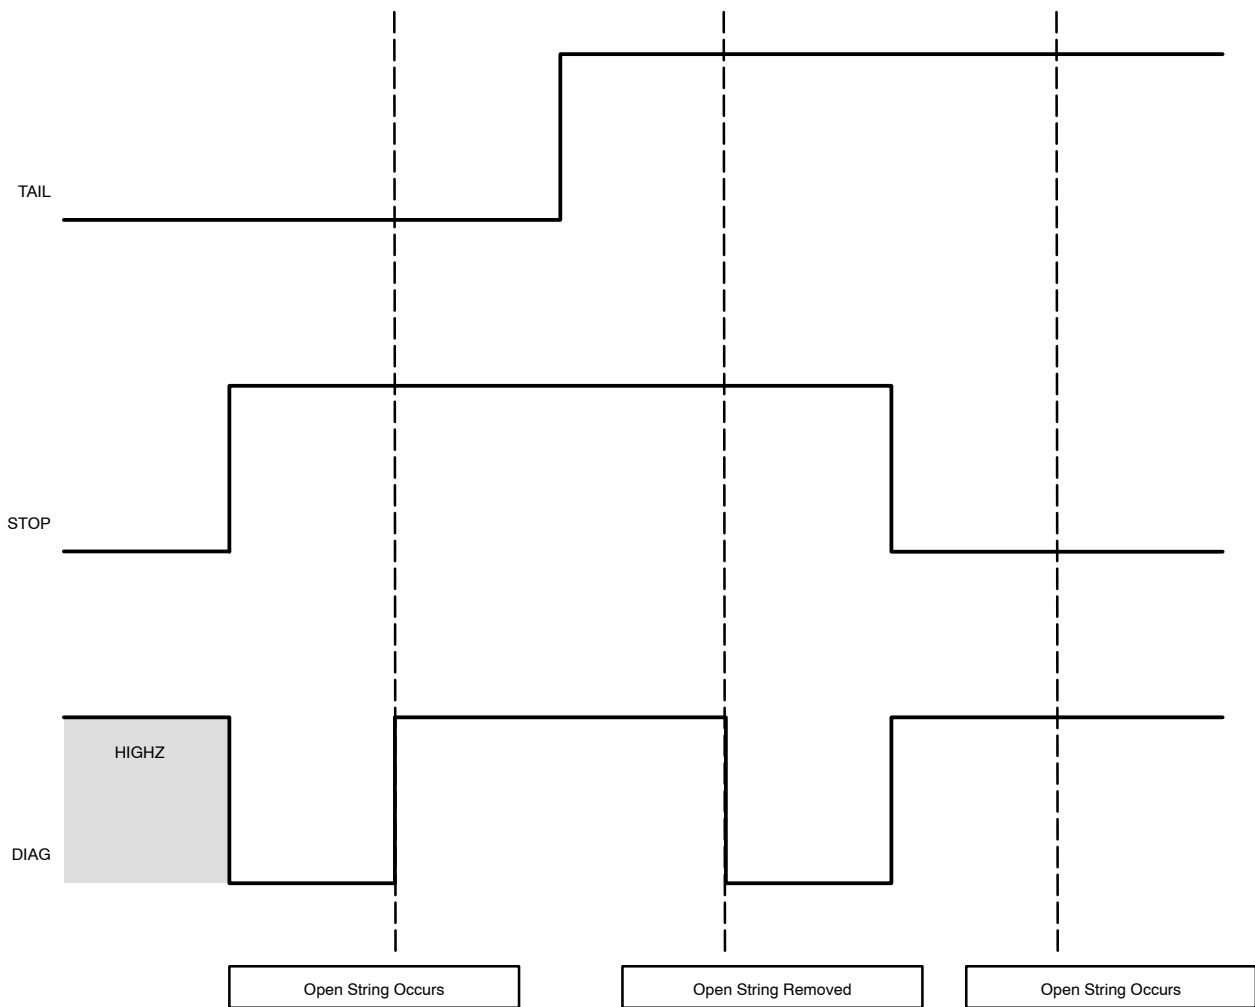 TAIL
STOP
HIGHZ
DIAG
Open String Occurs
Open String Removed
Open String Occurs